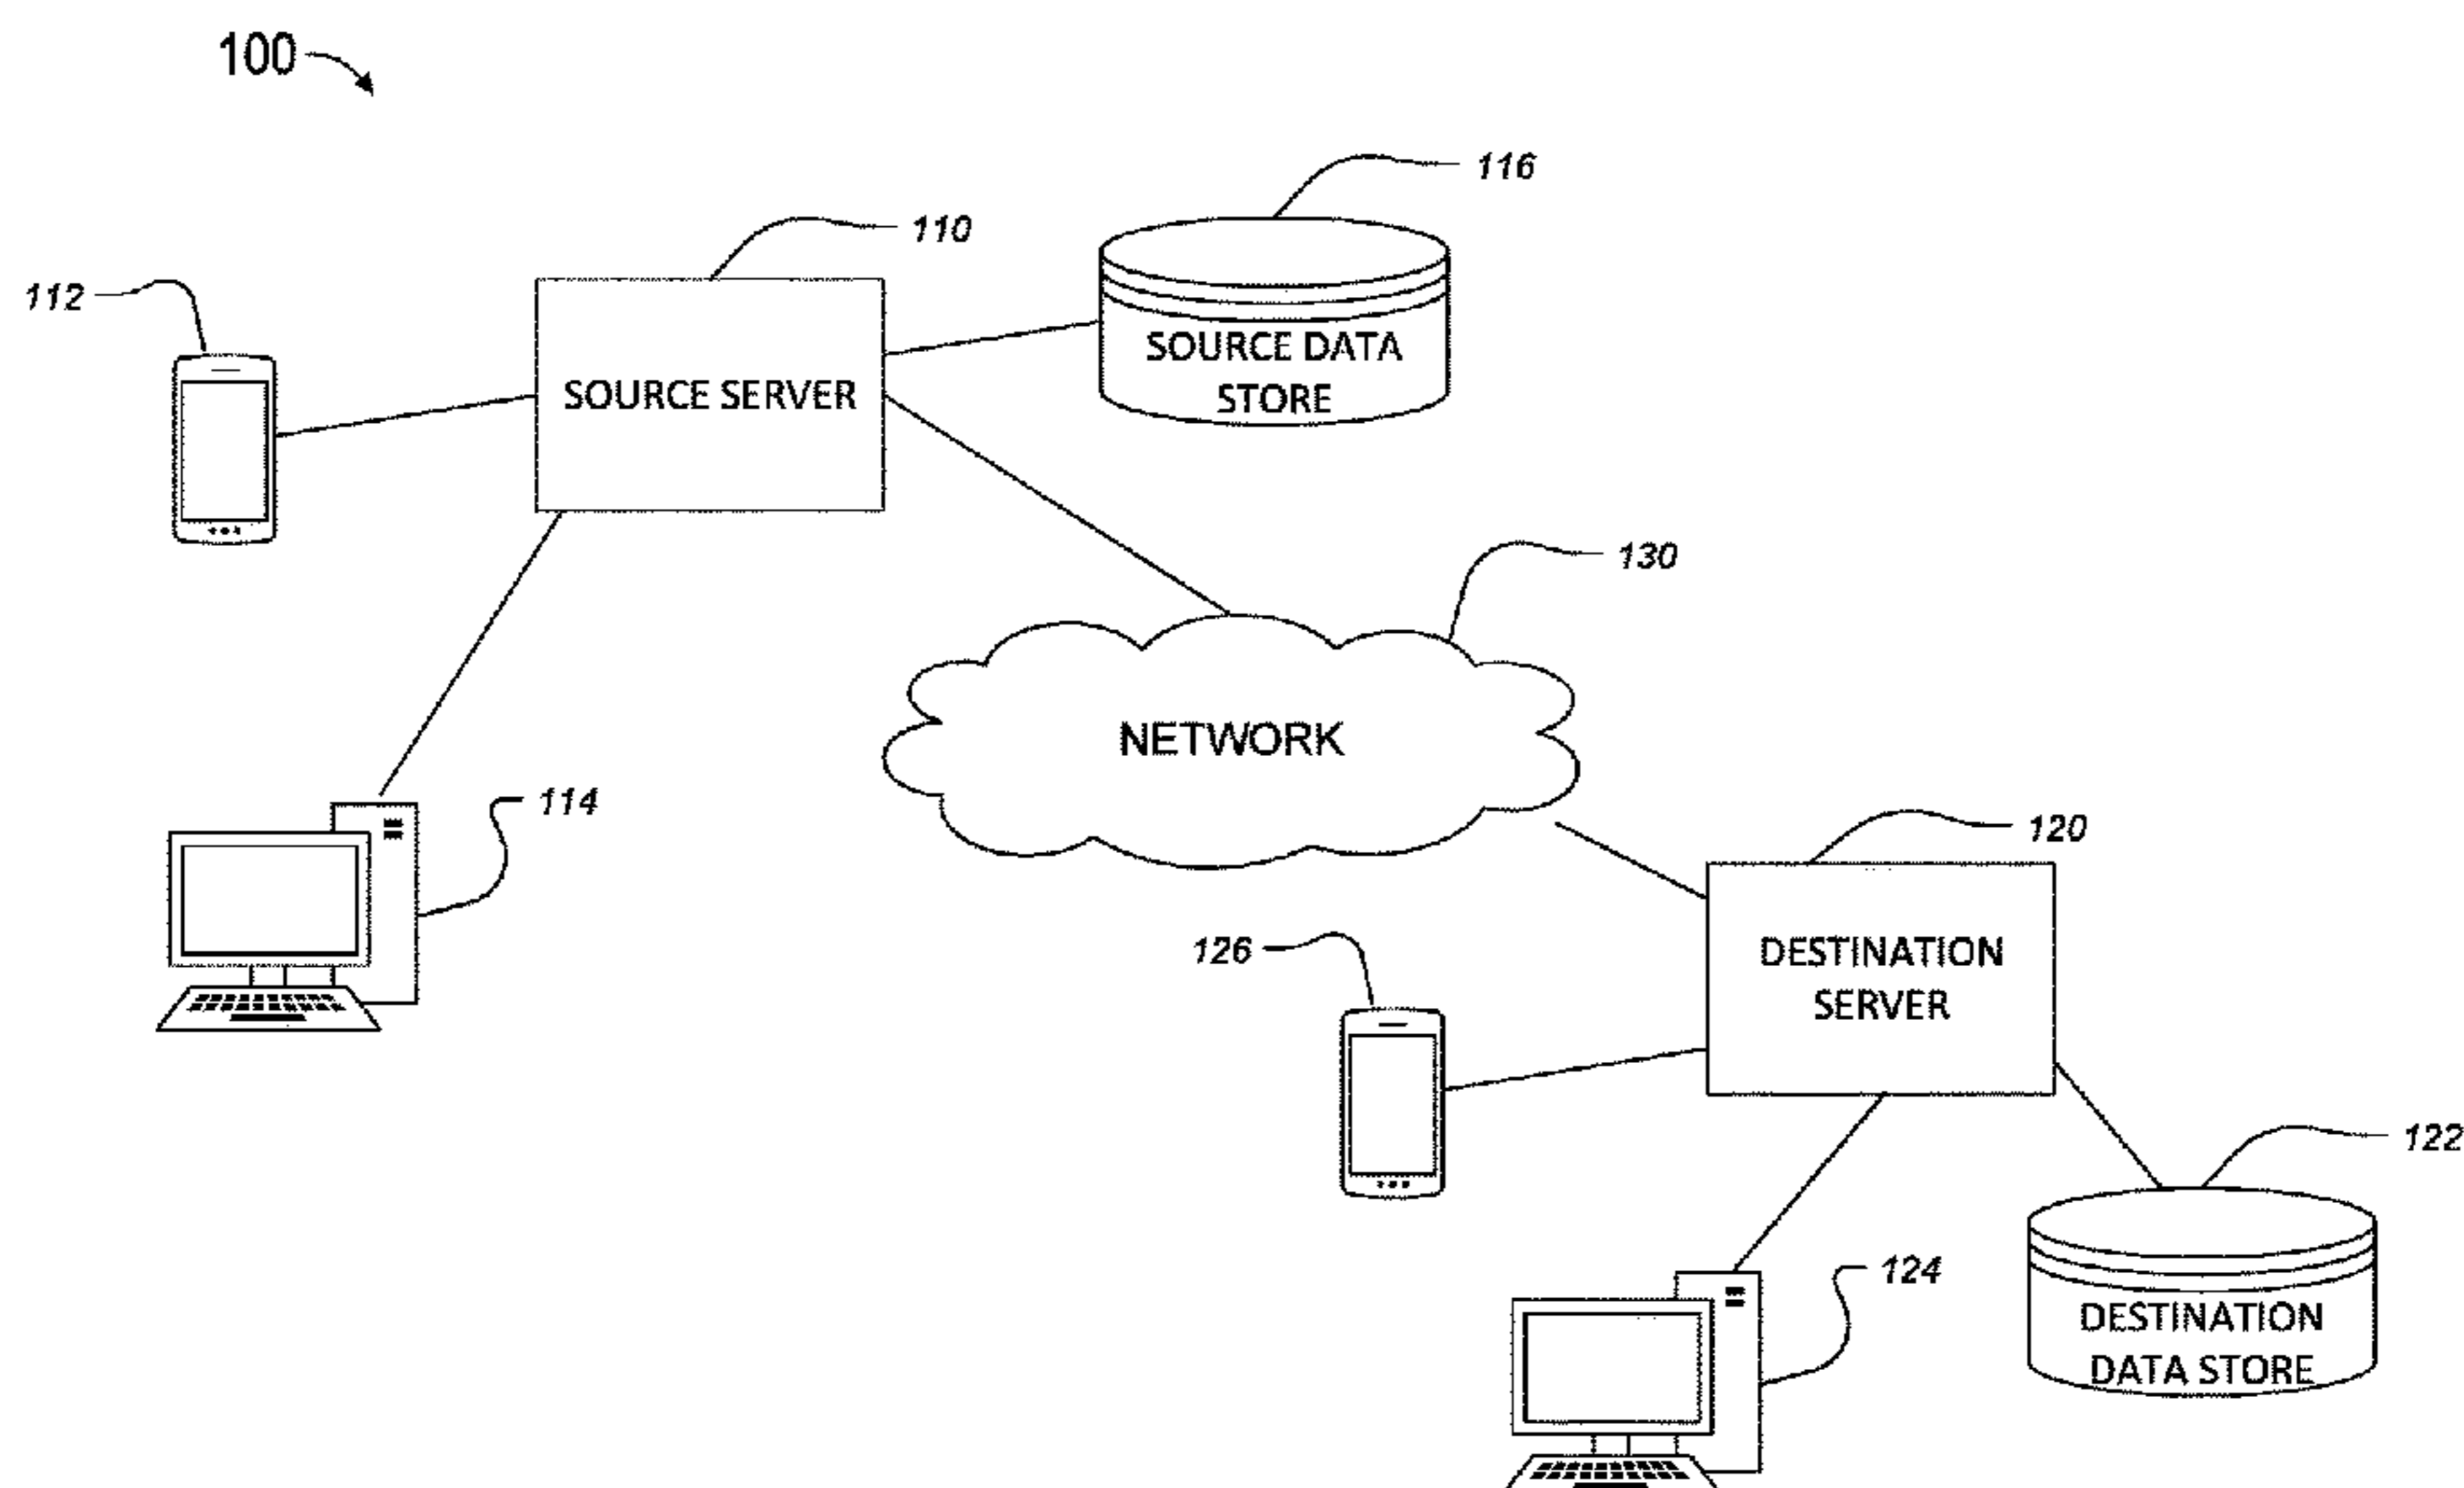 100
116
110
112
SOURCE DATA
STORE
SOURCE SERVER
130
NETWORK
114
120
126
DESTINATION
SERVER
122
124
DESTINATION
DATA STORE